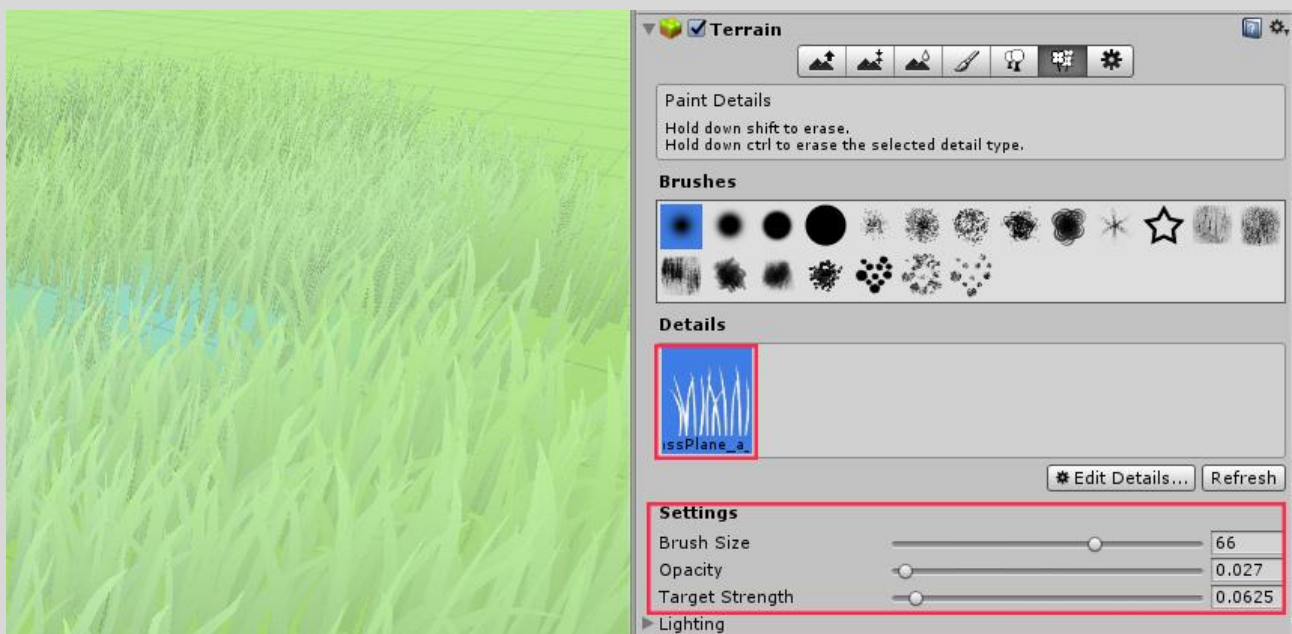 Terrain
Paint Details
Hold down shift to erase.
Hold down ctrl to erase the selected detail type.
Brushes
Details
ssPlane_a_
Edit Details... Refresh
Settings
Brush Size 66
Opacity 0.027
Target Strength 0.0625
Lighting